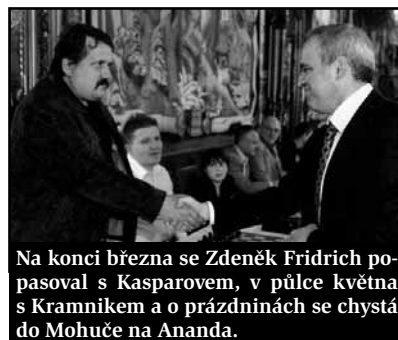 Na konci března se Zdeněk Fridrich po-
pasoval s Kasparovem, v půlce května
s Kramnikem a o prázdninách se chystá
do Mohuče na Ananda.